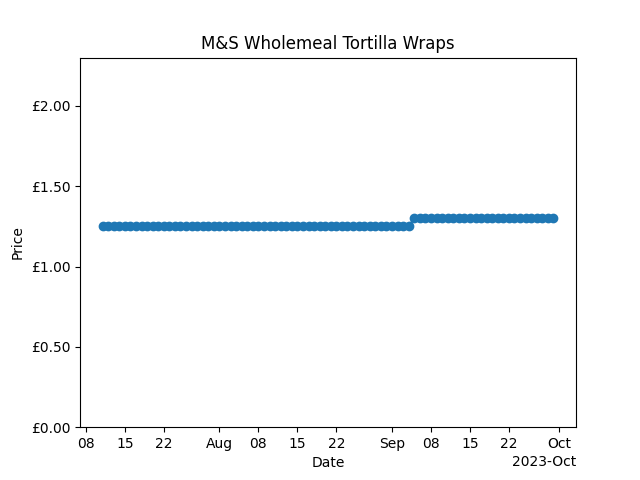 M&S Wholemeal Tortilla Wraps
£2.00
£1.50
£1.00
£0.50
£0.00
Price
08 15 22 Aug 08 15 22 Sep 08 15 22 Oct
Date
2023-Oct